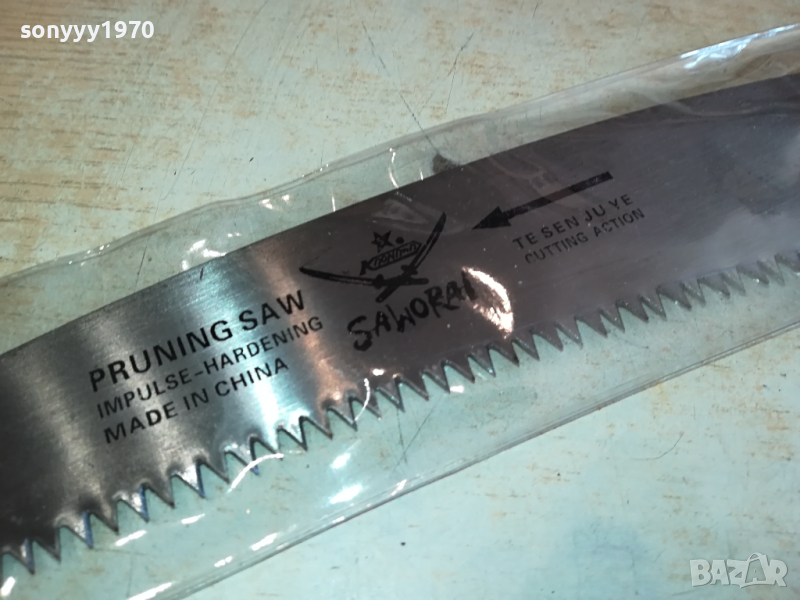 sonyyy1970
PRUNING SAW
IMPULSE-HARDENING
MADE IN CHINA
SAWORAI
TE SEN JU YE
CUTTING ACTION
BAZAR